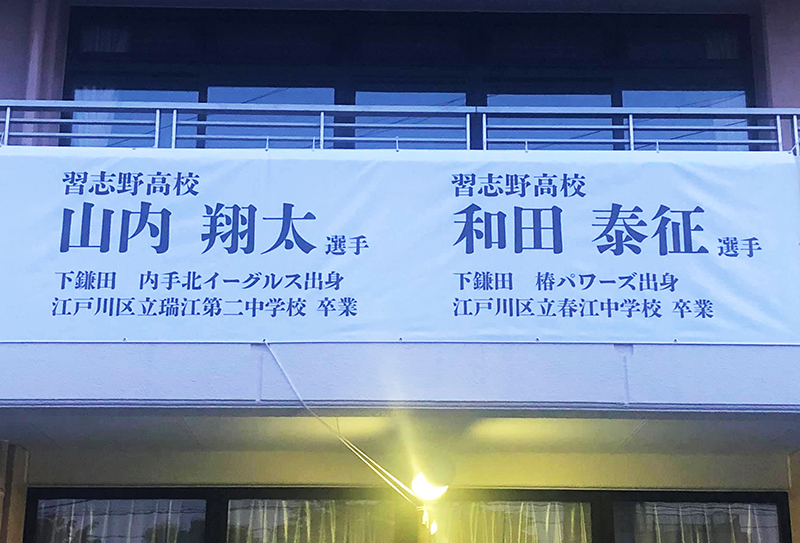 習志野高校
山内 翔太 選手
下鎌田 内手北イーグルス出身
江戸川区立瑞江第二中学校 卒業
習志野高校
和田 泰征 選手
下鎌田 椿パワーズ出身
江戸川区立春江中学校 卒業